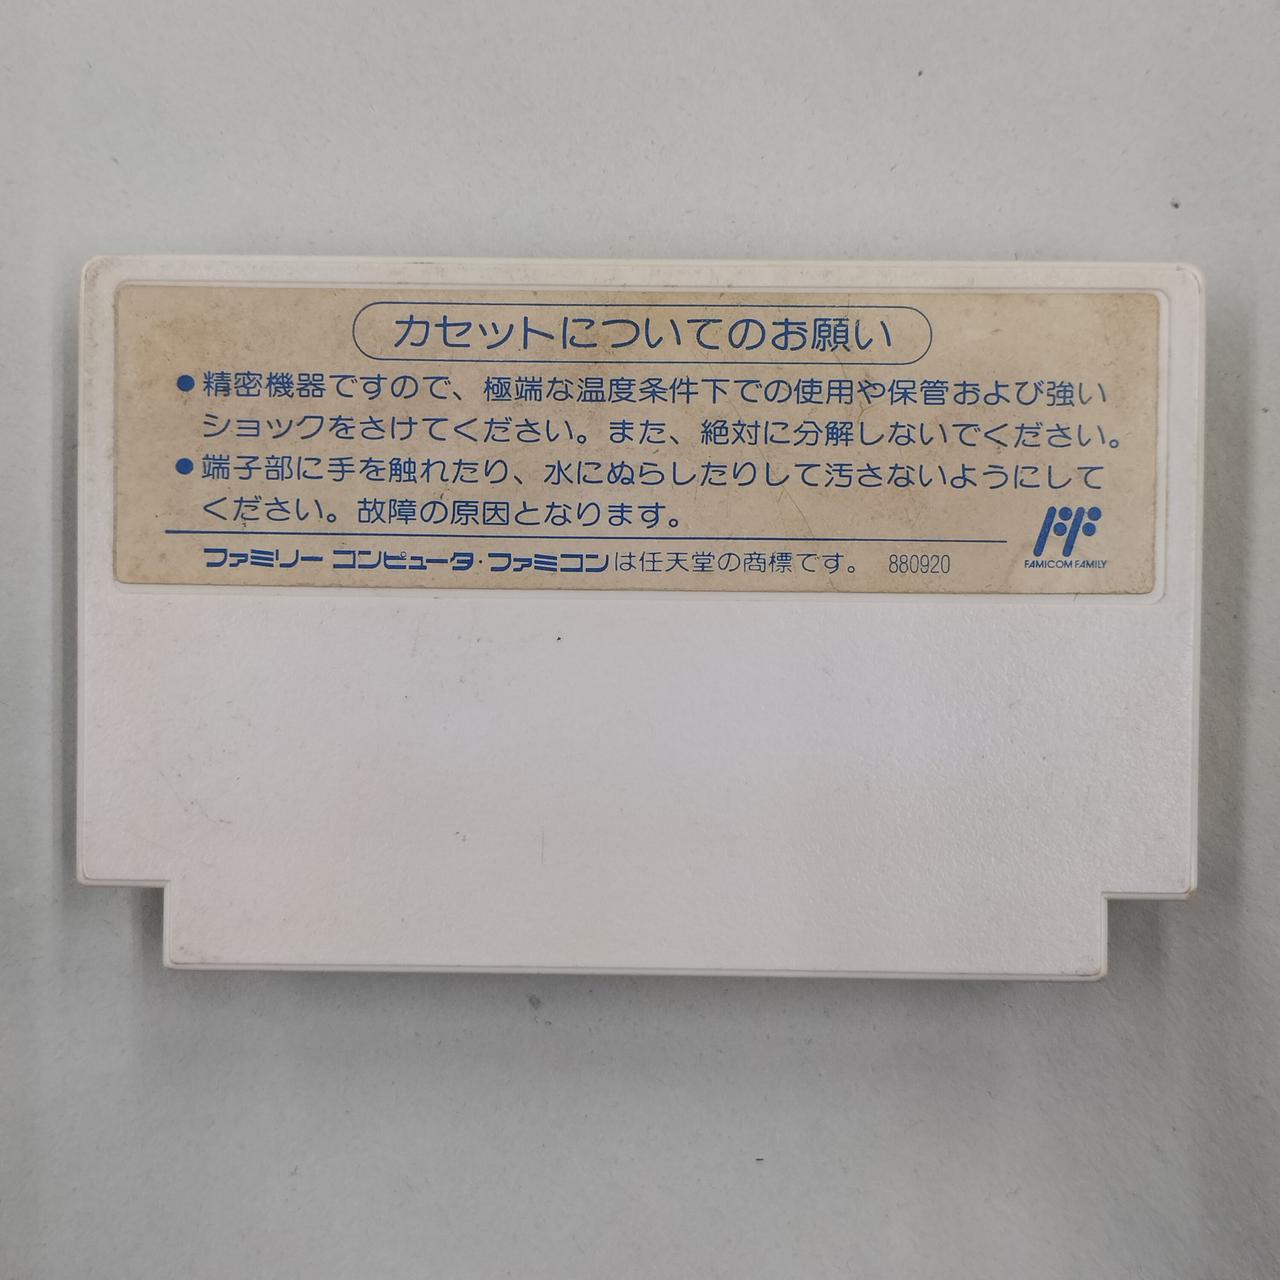 カセットについてのお願い
●精密機器ですので、極端な温度条件下での使用や保管および強い
ショックをさけてください。また、絶対に分解しないでください。
●端子部に手を触れたり、水にぬらしたりして汚さないようにして
ください。故障の原因となります。
ファミリー コンピュータ・ファミコンは任天堂の商標です。 880920
FF
FAMICOM FAMILY